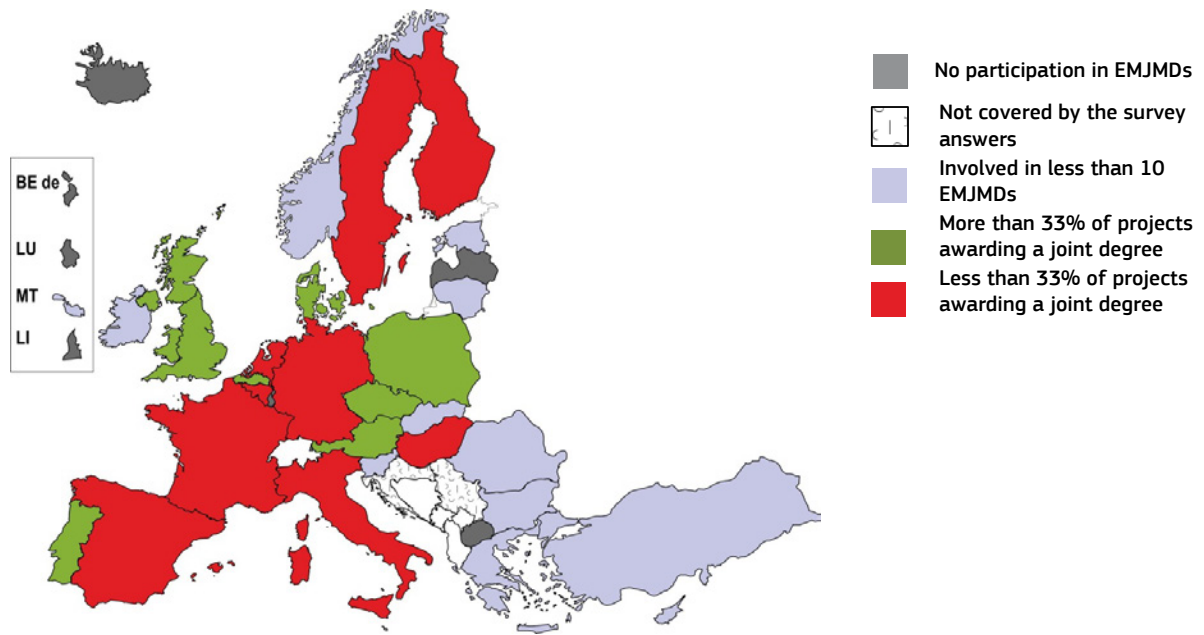 BE de
LU
MT
LI
No participation in EMJMDs
Not covered by the survey
answers
Involved in less than 10
EMJMDs
More than 33% of projects
awarding a joint degree
Less than 33% of projects
awarding a joint degree